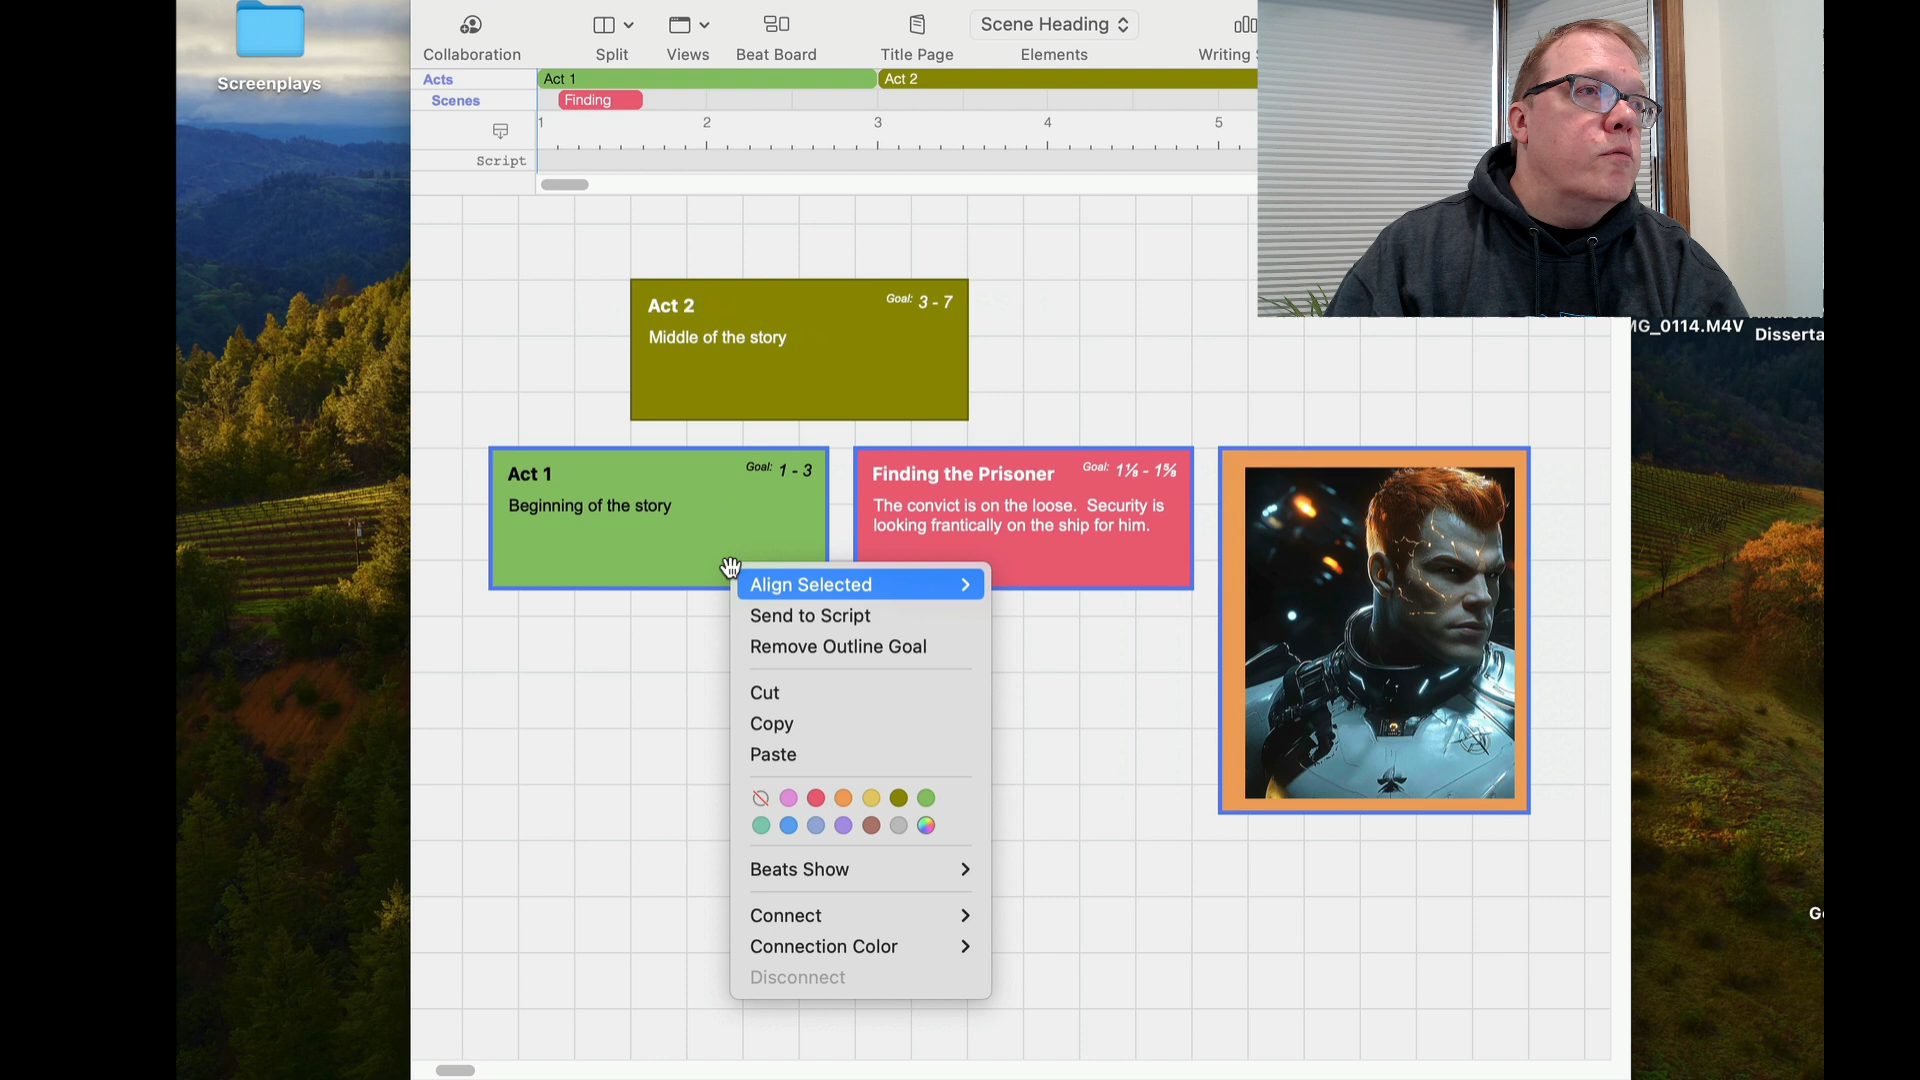 Screenplays
Collaboration
Split
Views
Beat Board
Title Page
Scene Heading
Elements
Writing
Acts
Act 1
Act 2
Scenes
Finding
1
2
3
4
5
Script
MG_0114.M4V
Disserta
Act 2
Goal: 3 - 7
Middle of the story
Act 1
Goal: 1 - 3
Beginning of the story
Finding the Prisoner
Goal: 1⅛ - 1⅝
The convict is on the loose. Security is
looking frantically on the ship for him.
Align Selected
Send to Script
Remove Outline Goal
Cut
Copy
Paste
Beats Show
Connect
Connection Color
Disconnect